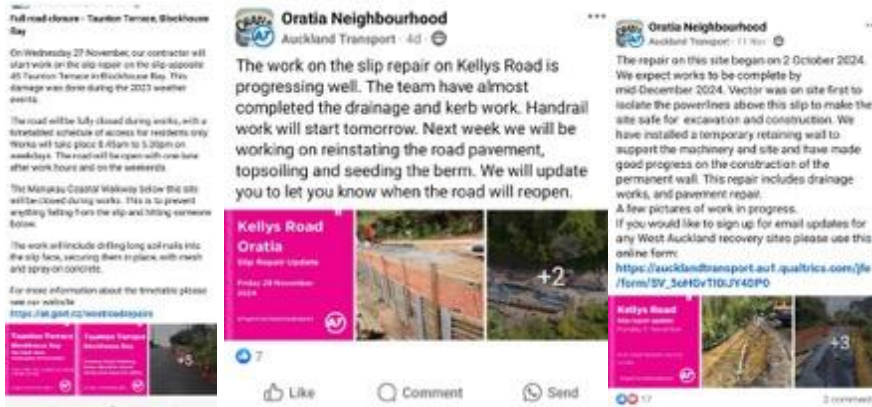 Full road closure - Taunton Terrace, Blockhouse
Bay
On Wednesday 27 November, our contractor will
start work on the slip repair on the slip opposite
45 Taunton Terrace in Blockhouse Bay. This
damage was done during the 2023 weather
events.
The road will be fully closed during works, with a
timetabled schedule of access for residents only.
Works will take place 8.45am to 5.30pm on
weekdays. The road will be open with one lane
after work hours and on the weekends.
The Manukau Coastal Walkway below this site
will be closed during works. This is to prevent
anything falling from the slip and hitting someone
below.
The work will include drilling long soil nails into
the slip face, securing them in place, with mesh
and spray-on concrete.
For more information about the timetable please
see our website
https://at.govt.nz/westroadrepairs
Taunton Terrace
Blockhouse Bay
Taunton Terrace
Blockhouse Bay
Oratia Neighbourhood
Auckland Transport · 4d
The work on the slip repair on Kellys Road is
progressing well. The team have almost
completed the drainage and kerb work. Handrail
work will start tomorrow. Next week we will be
working on reinstating the road pavement,
topsoiling and seeding the berm. We will update
you to let you know when the road will reopen.
Kellys Road
Oratia
Slip Repair Update
2024
AT
+2
7
Like
Comment
Send
Oratia Neighbourhood
Auckland Transport · 11 Nov
The repair on this site began on 2 October 2024.
We expect works to be complete by
mid-December 2024. Vector was on site first to
isolate the powerlines above this slip to make the
site safe for excavation and construction. We
have installed a temporary retaining wall to
support the machinery and site and have made
good progress on the construction of the
permanent wall. This repair includes drainage
works, and pavement repair.
A few pictures of work in progress.
If you would like to sign up for email updates for
any West Auckland recovery sites please use this
online form:
Kellys Road
+3
17
2 comments